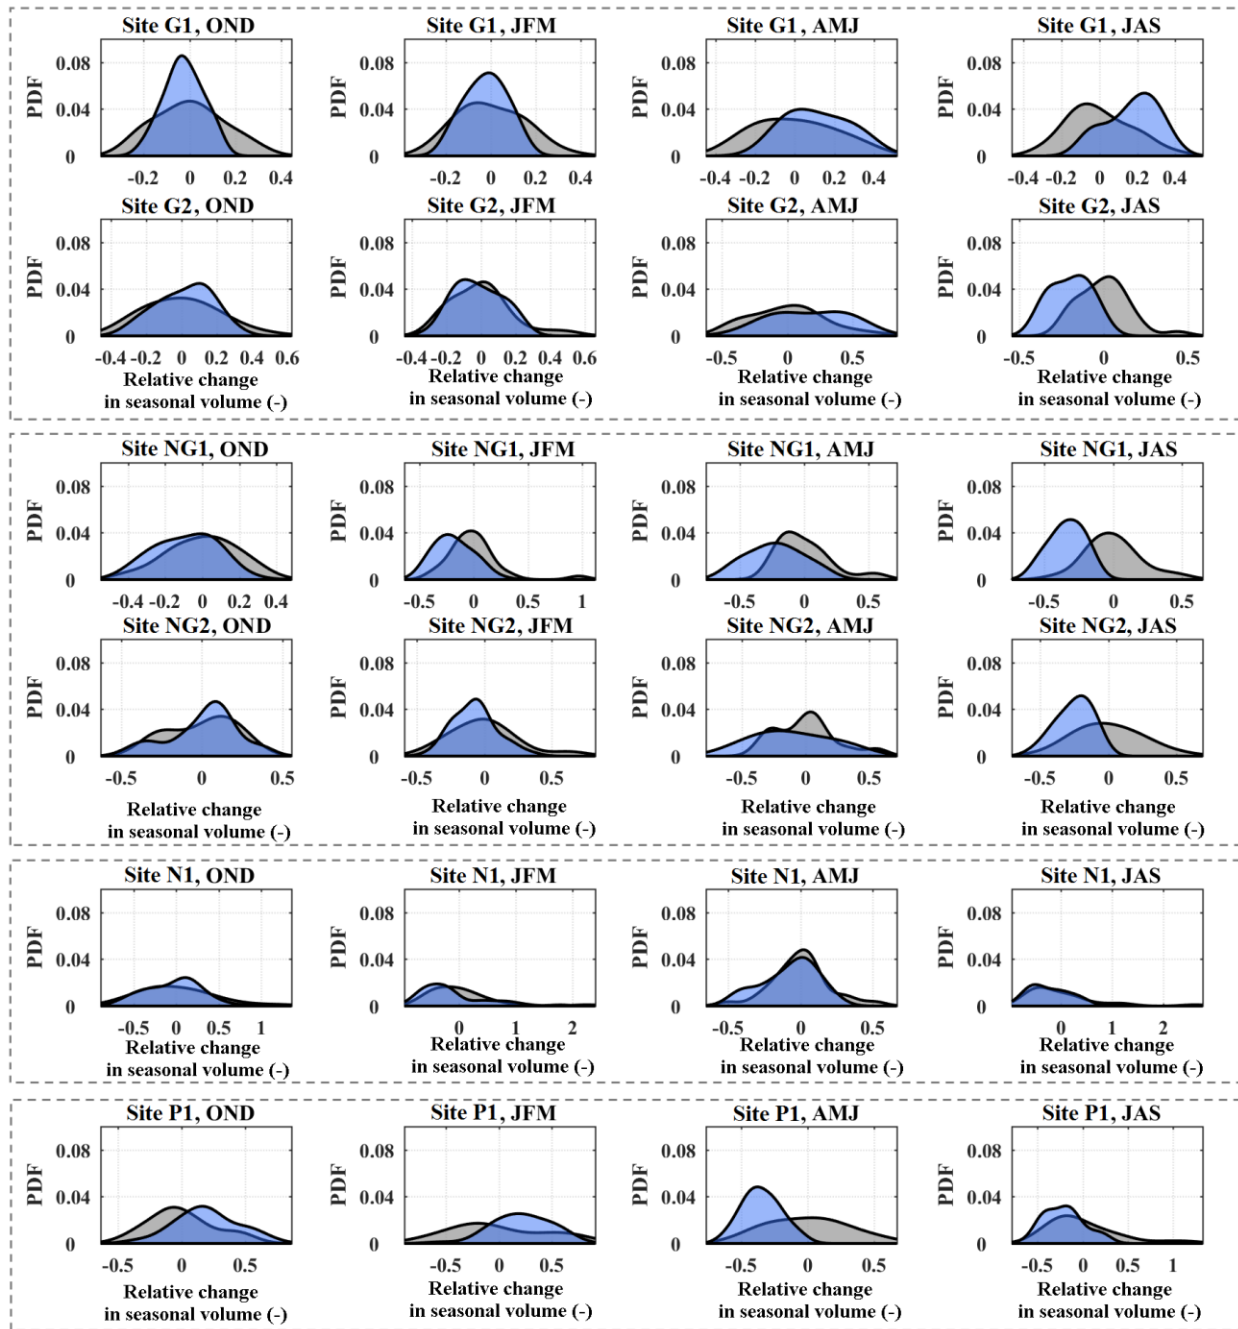 Site G1, OND Site G1, JFM Site G1, AMJ Site G1, JAS
PDF 0.08 0.04 0 PDF 0.08 0.04 0 PDF 0.08 0.04 0 PDF 0.08 0.04 0
-0.2 0 0.2 0.4 -0.2 0 0.2 0.4 -0.4 -0.2 0 0.2 0.4 -0.4 -0.2 0 0.2 0.4
Site G2, OND Site G2, JFM Site G2, AMJ Site G2, JAS
PDF 0.08 0.04 0 PDF 0.08 0.04 0 PDF 0.08 0.04 0 PDF 0.08 0.04 0
-0.4 -0.2 0 0.2 0.4 0.6 -0.4 -0.2 0 0.2 0.4 0.6 -0.5 0 0.5 -0.5 0 0.5
Relative change Relative change Relative change Relative change
in seasonal volume (-) in seasonal volume (-) in seasonal volume (-) in seasonal volume (-)
Site NG1, OND Site NG1, JFM Site NG1, AMJ Site NG1, JAS
PDF 0.08 0.04 0 PDF 0.08 0.04 0 PDF 0.08 0.04 0 PDF 0.08 0.04 0
-0.4 -0.2 0 0.2 0.4 -0.5 0 0.5 1 -0.5 0 0.5 -0.5 0 0.5
Site NG2, OND Site NG2, JFM Site NG2, AMJ Site NG2, JAS
PDF 0.08 0.04 0 PDF 0.08 0.04 0 PDF 0.08 0.04 0 PDF 0.08 0.04 0
-0.5 0 0.5 -0.5 0 0.5 -0.5 0 0.5 -0.5 0 0.5
Relative change Relative change Relative change Relative change
in seasonal volume (-) in seasonal volume (-) in seasonal volume (-) in seasonal volume (-)
Site N1, OND Site N1, JFM Site N1, AMJ Site N1, JAS
PDF 0.08 0.04 0 PDF 0.08 0.04 0 PDF 0.08 0.04 0 PDF 0.08 0.04 0
-0.5 0 0.5 1 0 1 2 -0.5 0 0.5 0 1 2
Relative change Relative change Relative change Relative change
in seasonal volume (-) in seasonal volume (-) in seasonal volume (-) in seasonal volume (-)
Site P1, OND Site P1, JFM Site P1, AMJ Site P1, JAS
PDF 0.08 0.04 0 PDF 0.08 0.04 0 PDF 0.08 0.04 0 PDF 0.08 0.04 0
-0.5 0 0.5 -0.5 0 0.5 -0.5 0 0.5 -0.5 0 0.5 1
Relative change Relative change Relative change Relative change
in seasonal volume (-) in seasonal volume (-) in seasonal volume (-) in seasonal volume (-)